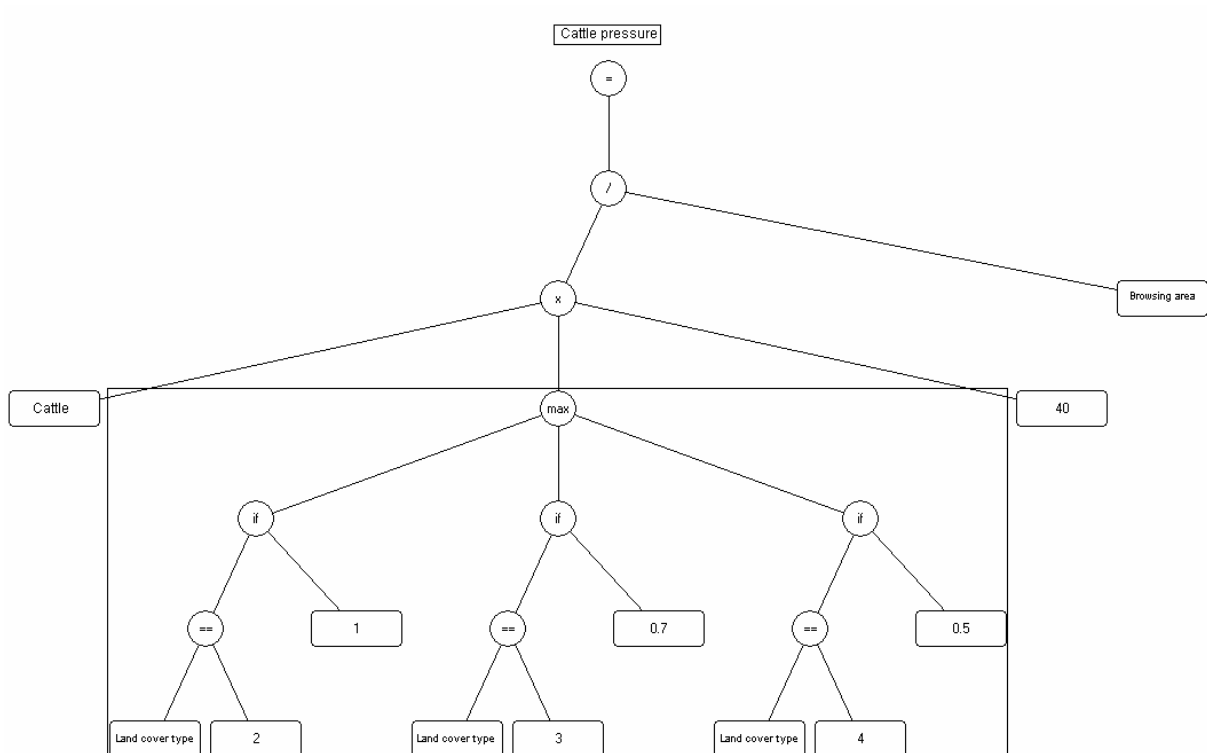 Cattle pressure
=
/
x
Browsing area
Cattle
max
40
if
if
if
==
1
==
0.7
==
0.5
Land cover type
2
Land cover type
3
Land cover type
4